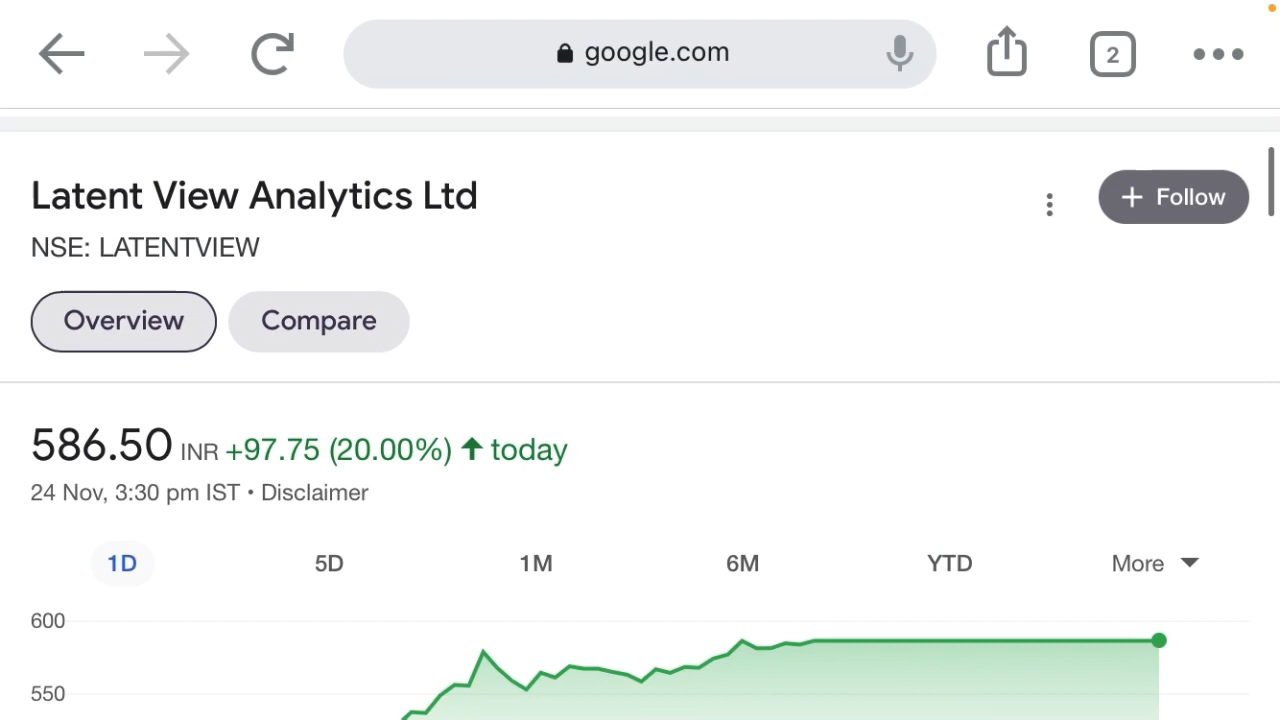 google.com
2
Latent View Analytics Ltd
+ Follow
NSE: LATENTVIEW
Overview Compare
586.50 INR +97.75 (20.00%) ↑ today
24 Nov, 3:30 pm IST • Disclaimer
1D 5D 1M 6M YTD More
600
550